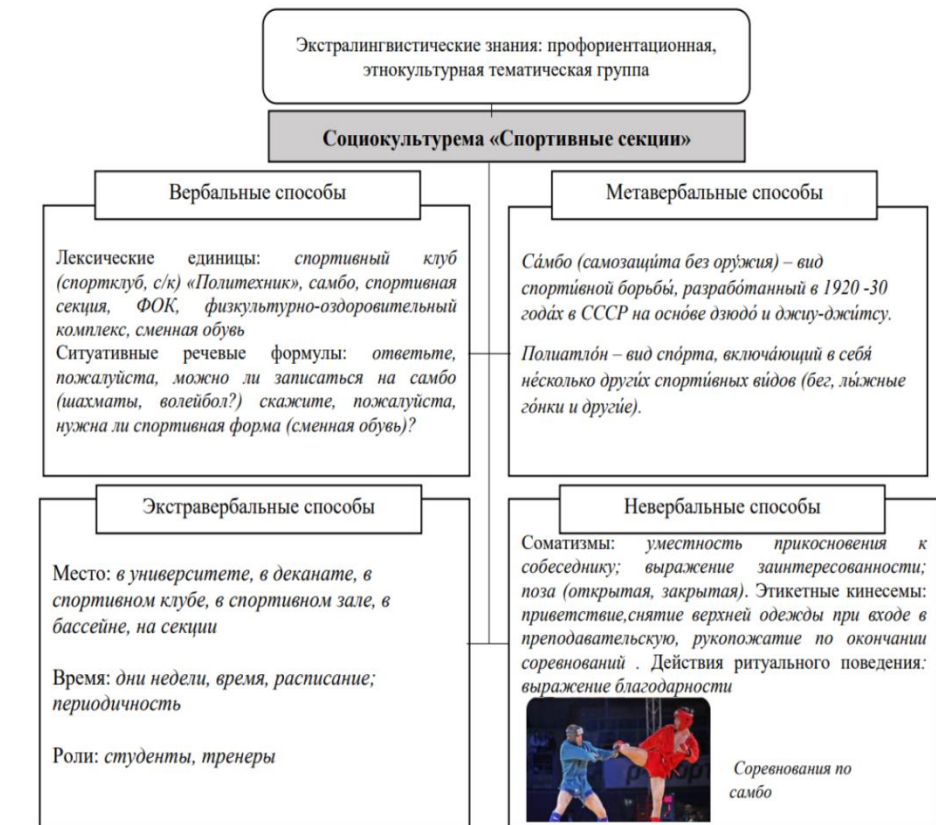 Экстралингвистические знания: профориентационная,
этнокультурная тематическая группа
Социокультурема «Спортивные секции»
Вербальные способы
Лексические единицы: спортивный клуб
(спортклуб, с/к) «Политехник», самбо, спортивная
секция, ФОК, физкультурно-оздоровительный
комплекс, сменная обувь
Ситуативные речевые формулы: ответьте,
пожалуйста, можно ли записаться на самбо
(шахматы, волейбол?) скажите, пожалуйста,
нужна ли спортивная форма (сменная обувь)?
Метавербальные способы
Са́мбо (самозащи́та без ору́жия) – вид
спорти́вной борьбы́, разрабо́танный в 1920 -30
года́х в СССР на осно́ве дзюдо́ и джиу-джи́тсу.
Полиатло́н – вид спо́рта, включа́ющий в себя́
не́сколько други́х спорти́вных ви́дов (бег, лы́жные
го́нки и други́е).
Экстравербальные способы
Место: в университете, в деканате, в
спортивном клубе, в спортивном зале, в
бассейне, на секции
Время: дни недели, время, расписание;
периодичность
Роли: студенты, тренеры
Невербальные способы
Соматизмы: уместность прикосновения к
собеседнику; выражение заинтересованности;
поза (открытая, закрытая). Этикетные кинесемы:
приветствие,снятие верхней одежды при входе в
преподавательскую, рукопожатие по окончании
соревнований . Действия ритуального поведения:
выражение благодарности
Соревнования по
самбо